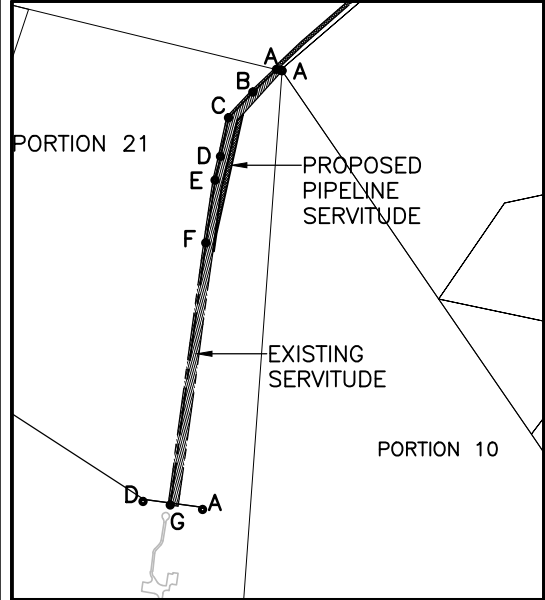 A
A
B
C
PORTION 21
D
PROPOSED
PIPELINE
SERVITUDE
E
F
EXISTING
SERVITUDE
PORTION 10
D
A
G